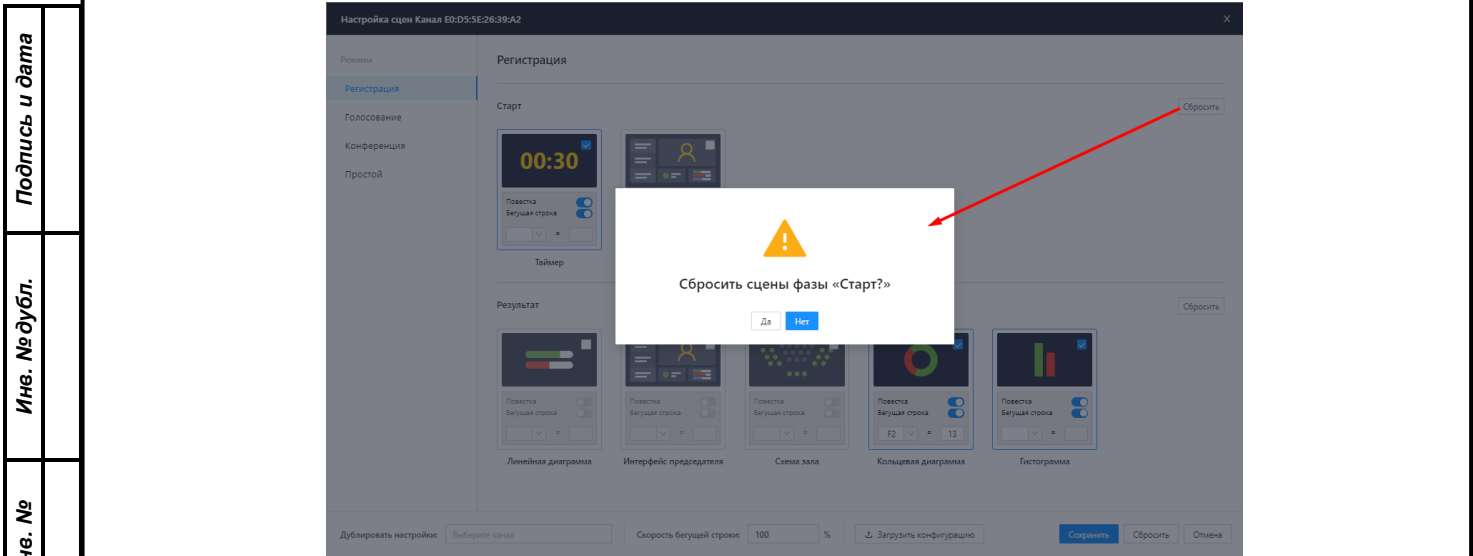 Подпись и дата
Инв. № дубл.
нв. №
Настройка сцен Канал E0:D5:5E:26:39:A2
X
Режимы
Регистрация
Голосование
Конференция
Простой
Регистрация
Старт
Сбросить
00:30
Повестка
Бегущая строка
=
Таймер
Сбросить сцены фазы «Старт?»
Да
Нет
Результат
Сбросить
Повестка
Бегущая строка
=
Линейная диаграмма
Повестка
Бегущая строка
=
Интерфейс председателя
Повестка
Бегущая строка
=
Схема зала
Повестка
Бегущая строка
F2 = 13
Кольцевая диаграмма
Повестка
Бегущая строка
=
Гистограмма
Дублировать настройки: Выберите канал
Скорость бегущей строки: 100 %
Загрузить конфигурацию
Сохранить
Сбросить
Отмена